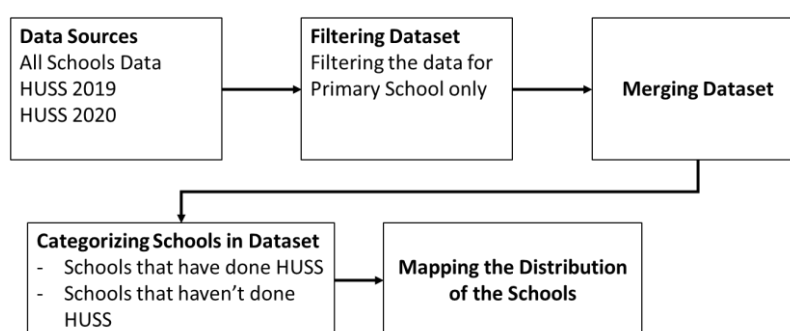 Data Sources
All Schools Data
HUSS 2019
HUSS 2020
Filtering Dataset
Filtering the data for
Primary School only
Merging Dataset
Categorizing Schools in Dataset
- Schools that have done HUSS
- Schools that haven't done
HUSS
Mapping the Distribution
of the Schools